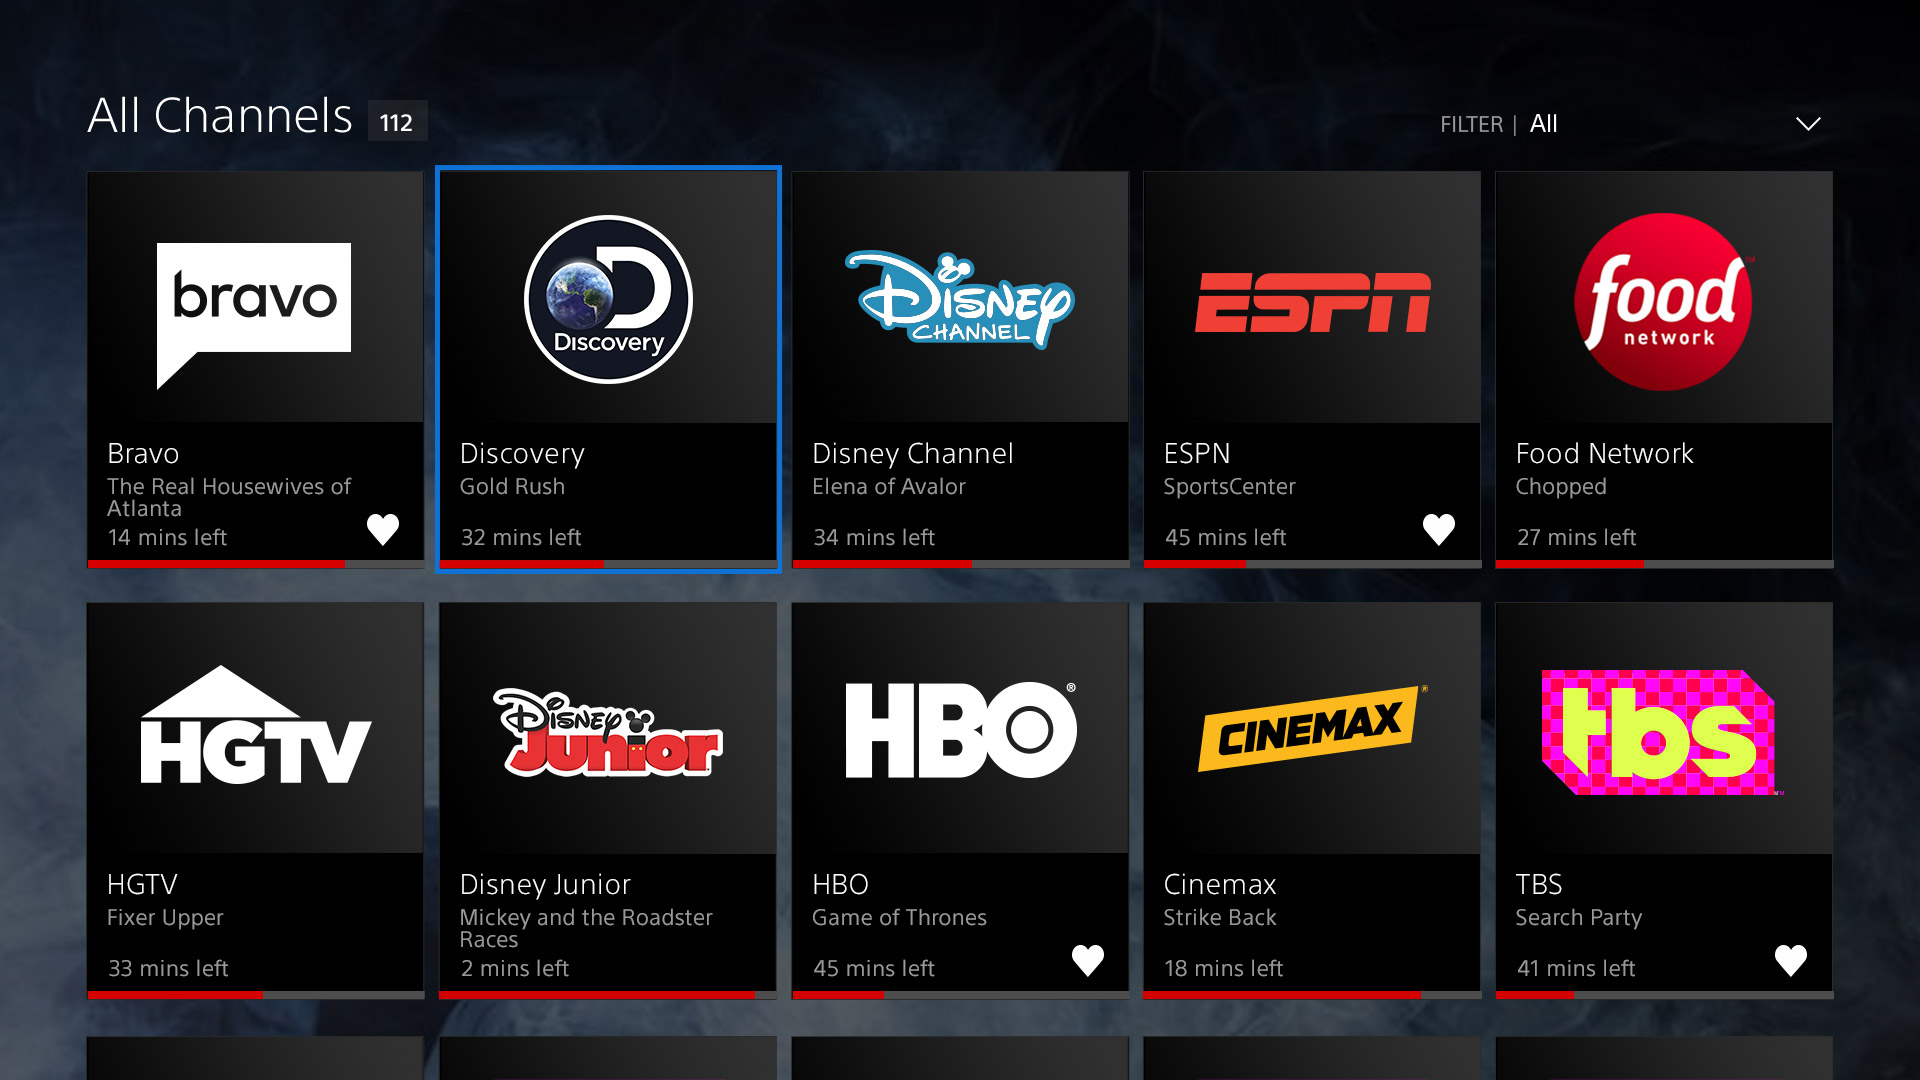 All Channels 112
FILTER | All
bravo
Bravo
The Real Housewives of
Atlanta
14 mins left
Discovery
Discovery
Gold Rush
32 mins left
Disney
CHANNEL
Disney Channel
Elena of Avalor
34 mins left
ESPN
ESPN
SportsCenter
45 mins left
food
network
Food Network
Chopped
27 mins left
HGTV
HGTV
Fixer Upper
33 mins left
Disney
Junior
Disney Junior
Mickey and the Roadster
Races
2 mins left
HBO®
HBO
Game of Thrones
45 mins left
CINEMAX®
Cinemax
Strike Back
18 mins left
tbs™
TBS
Search Party
41 mins left